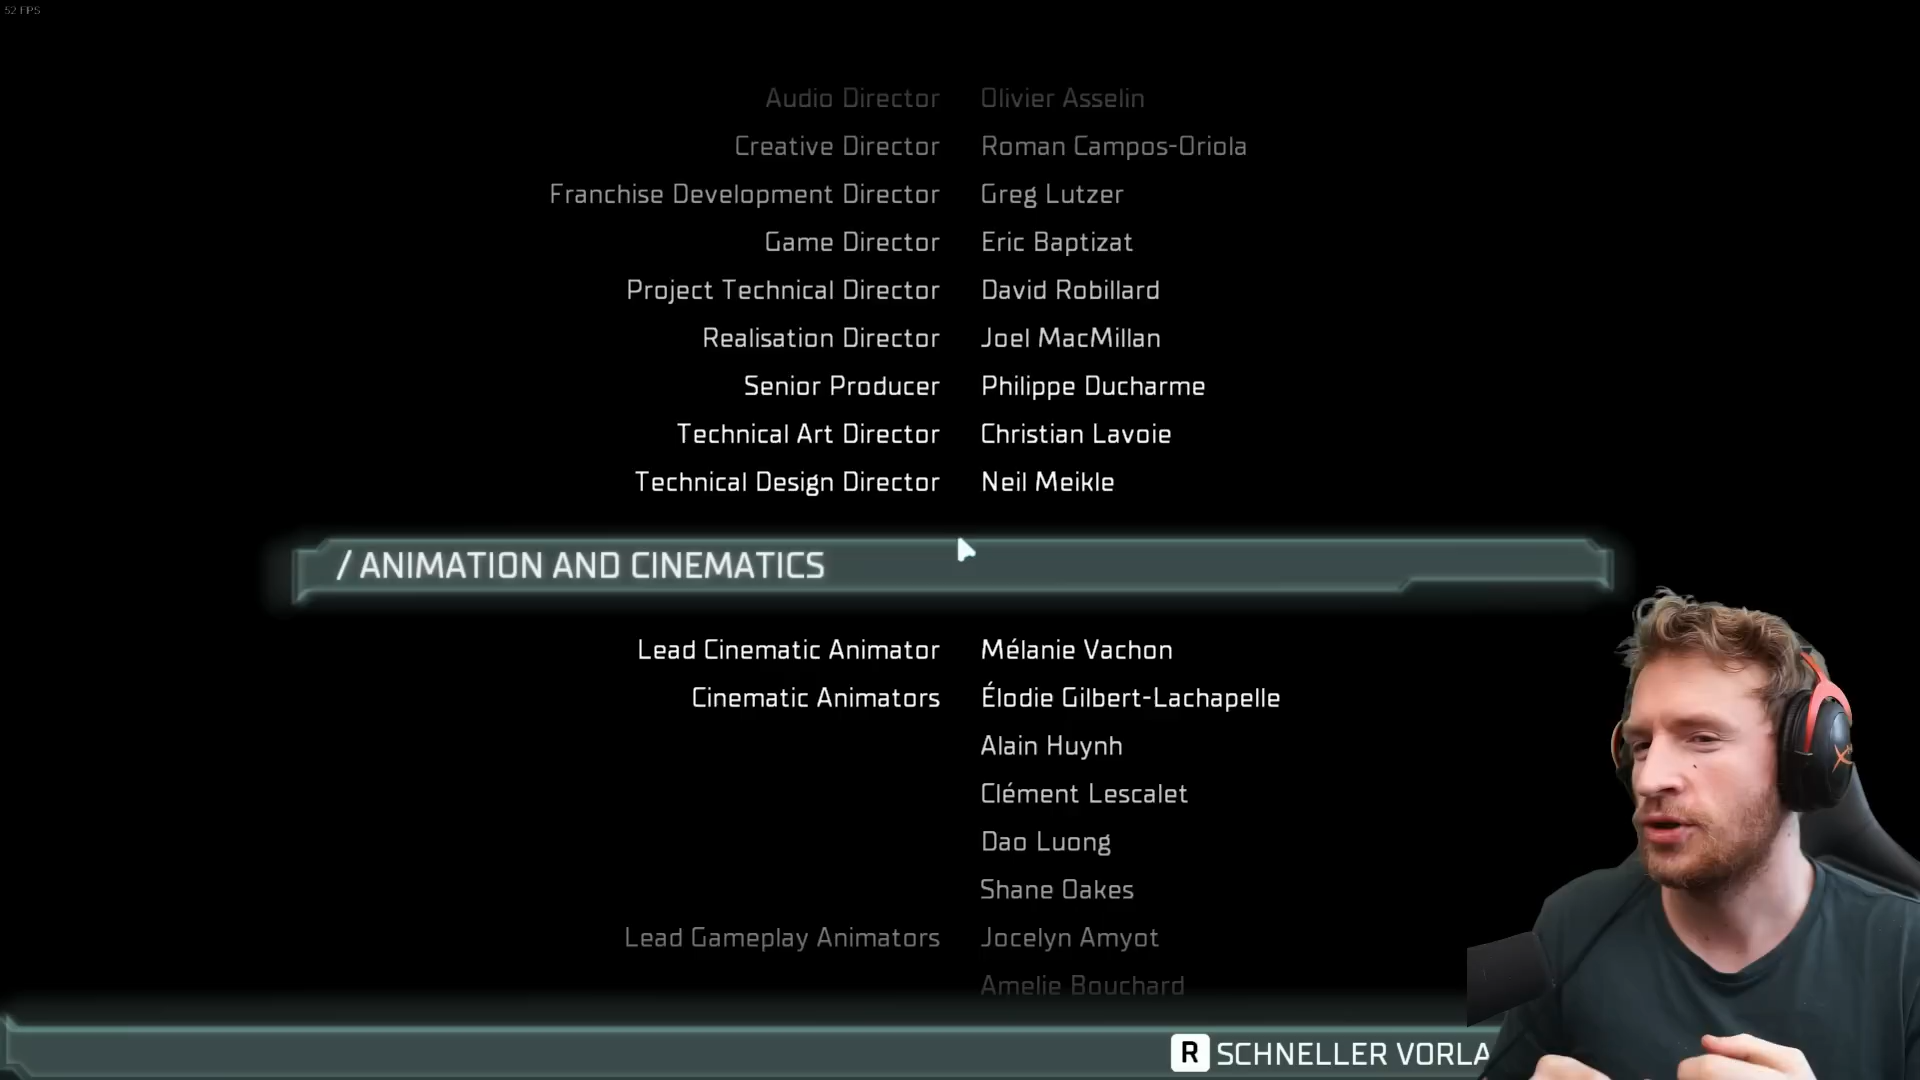 52 FPS
Audio Director Olivier Asselin
Creative Director Roman Campos-Oriola
Franchise Development Director Greg Lutzer
Game Director Eric Baptizat
Project Technical Director David Robillard
Realisation Director Joel MacMillan
Senior Producer Philippe Ducharme
Technical Art Director Christian Lavoie
Technical Design Director Neil Meikle
/ ANIMATION AND CINEMATICS
Lead Cinematic Animator Mélanie Vachon
Cinematic Animators Élodie Gilbert-Lachapelle
Alain Huynh
Clément Lescalet
Dao Luong
Shane Oakes
Lead Gameplay Animators Jocelyn Amyot
Amelie Bouchard
R SCHNELLER VORLA